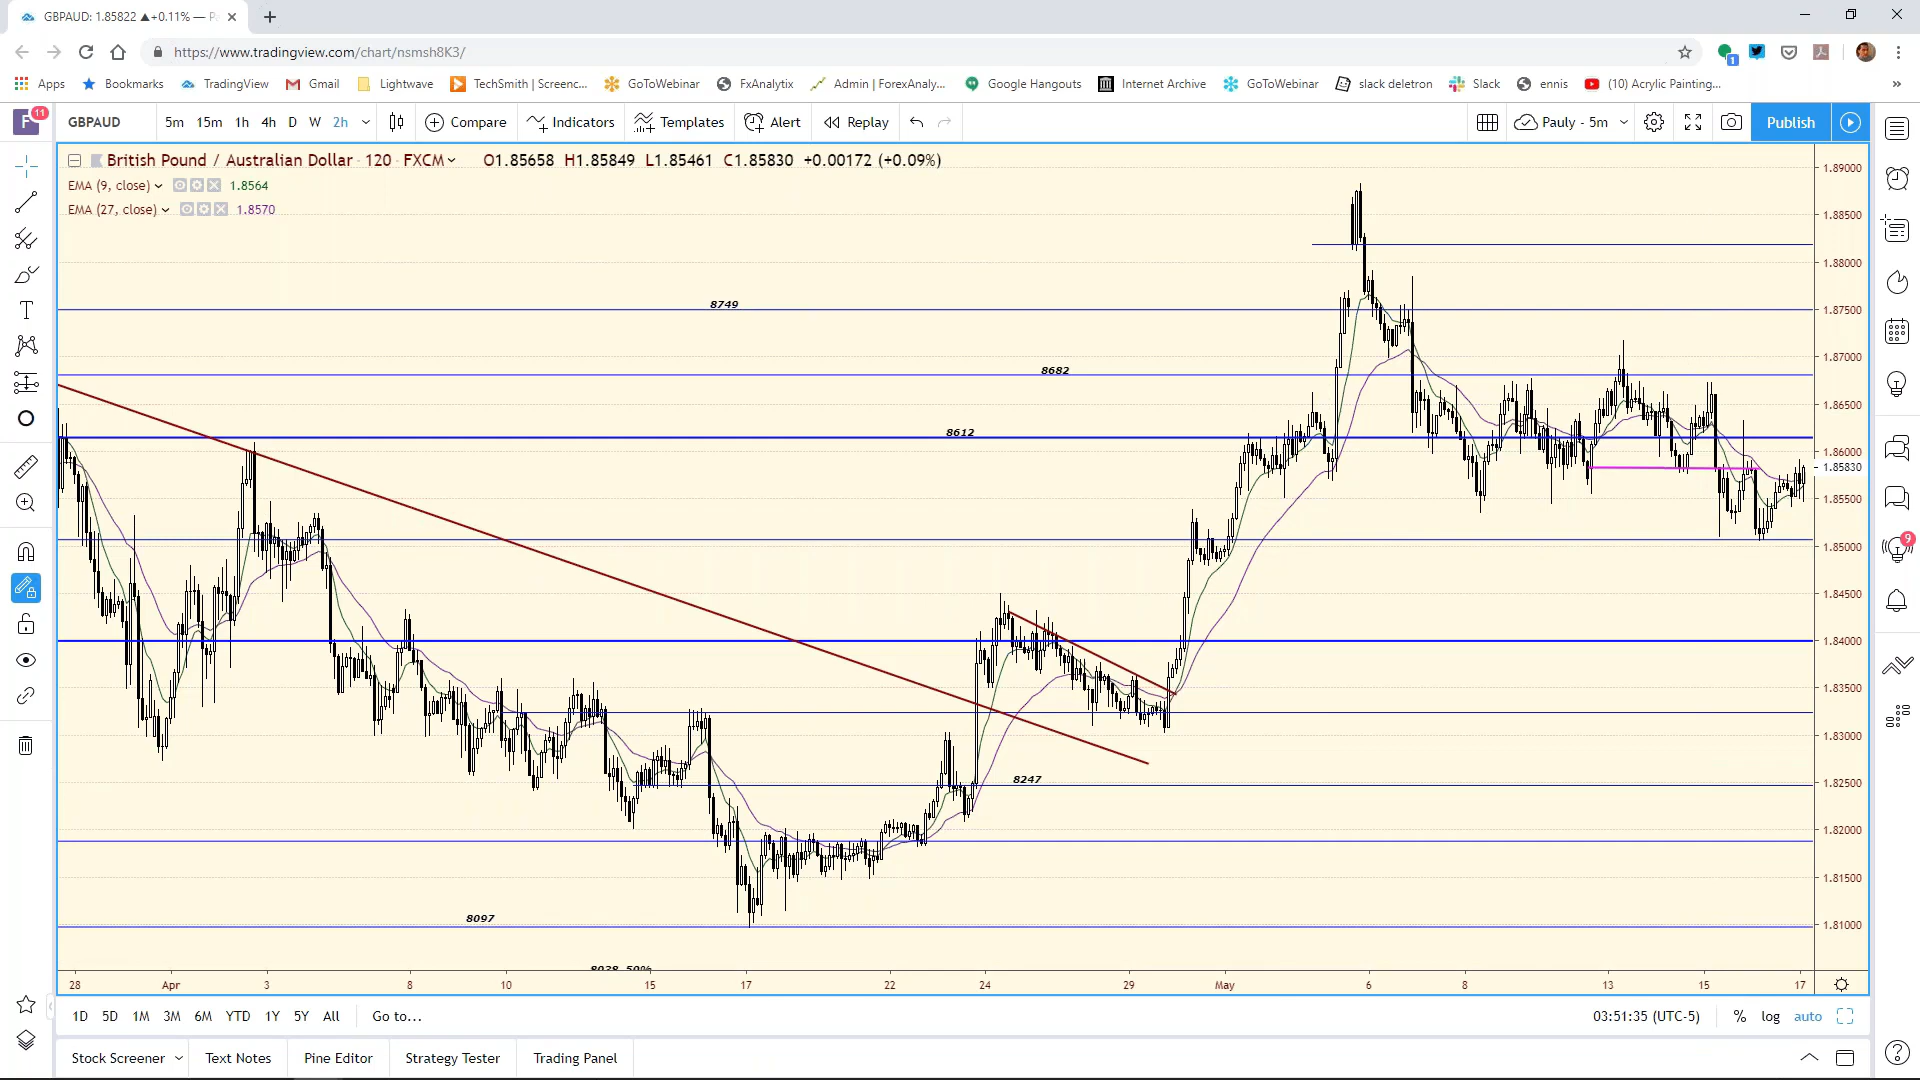 GBPAUD: 1.85822 ▲+0.11% — P
https://www.tradingview.com/chart/nsmsh8K3/
1
Apps Bookmarks TradingView Gmail Lightwave TechSmith | Screenc... GoToWebinar FxAnalytix Admin | ForexAnaly... Google Hangouts Internet Archive GoToWebinar slack deletron Slack ennis (10) Acrylic Painting... »
F 11 GBPAUD 5m 15m 1h 4h D W 2h Compare Indicators Templates Alert Replay Pauly - 5m Publish
British Pound / Australian Dollar · 120 · FXCM O1.85658 H1.85849 L1.85461 C1.85830 +0.00172 (+0.09%)
EMA (9, close) 1.8564
EMA (27, close) 1.8570
1.89000
1.88500
1.88000
8749
1.87500
1.87000
8682
1.86500
8612
1.86000
1.85830
1.85500
9
1.85000
1.84500
1.84000
1.83500
1.83000
8247
1.82500
1.82000
1.81500
8097
1.81000
8038 50%
28 Apr 3 8 10 15 17 22 24 29 May 6 8 13 15 17
1D 5D 1M 3M 6M YTD 1Y 5Y All Go to... 03:51:35 (UTC-5) % log auto
Stock Screener Text Notes Pine Editor Strategy Tester Trading Panel